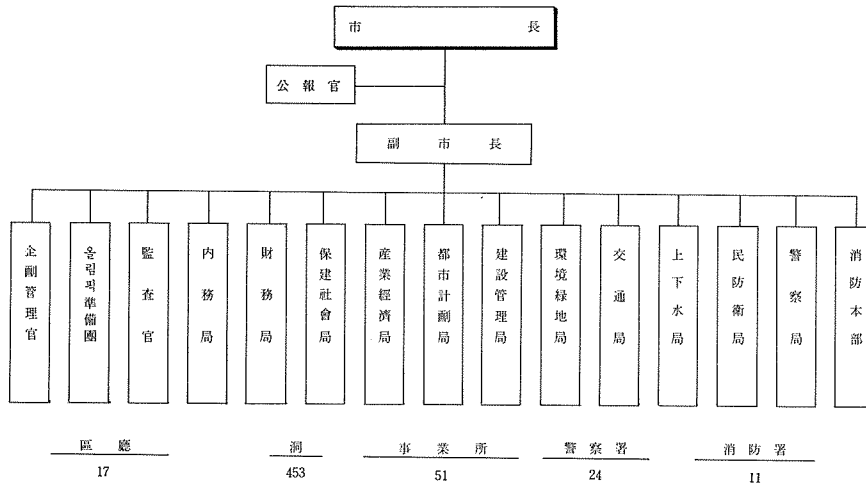 市長
公報官
副市長
企劃管理官
올림픽準備團
監査官
内務局
財務局
保建社會局
産業經濟局
都市計劃局
建設管理局
環境緑地局
交通局
上下水局
民防衛局
警察局
消防本部
區廳 洞 事業所 警察署 消防署
17 453 51 24 11